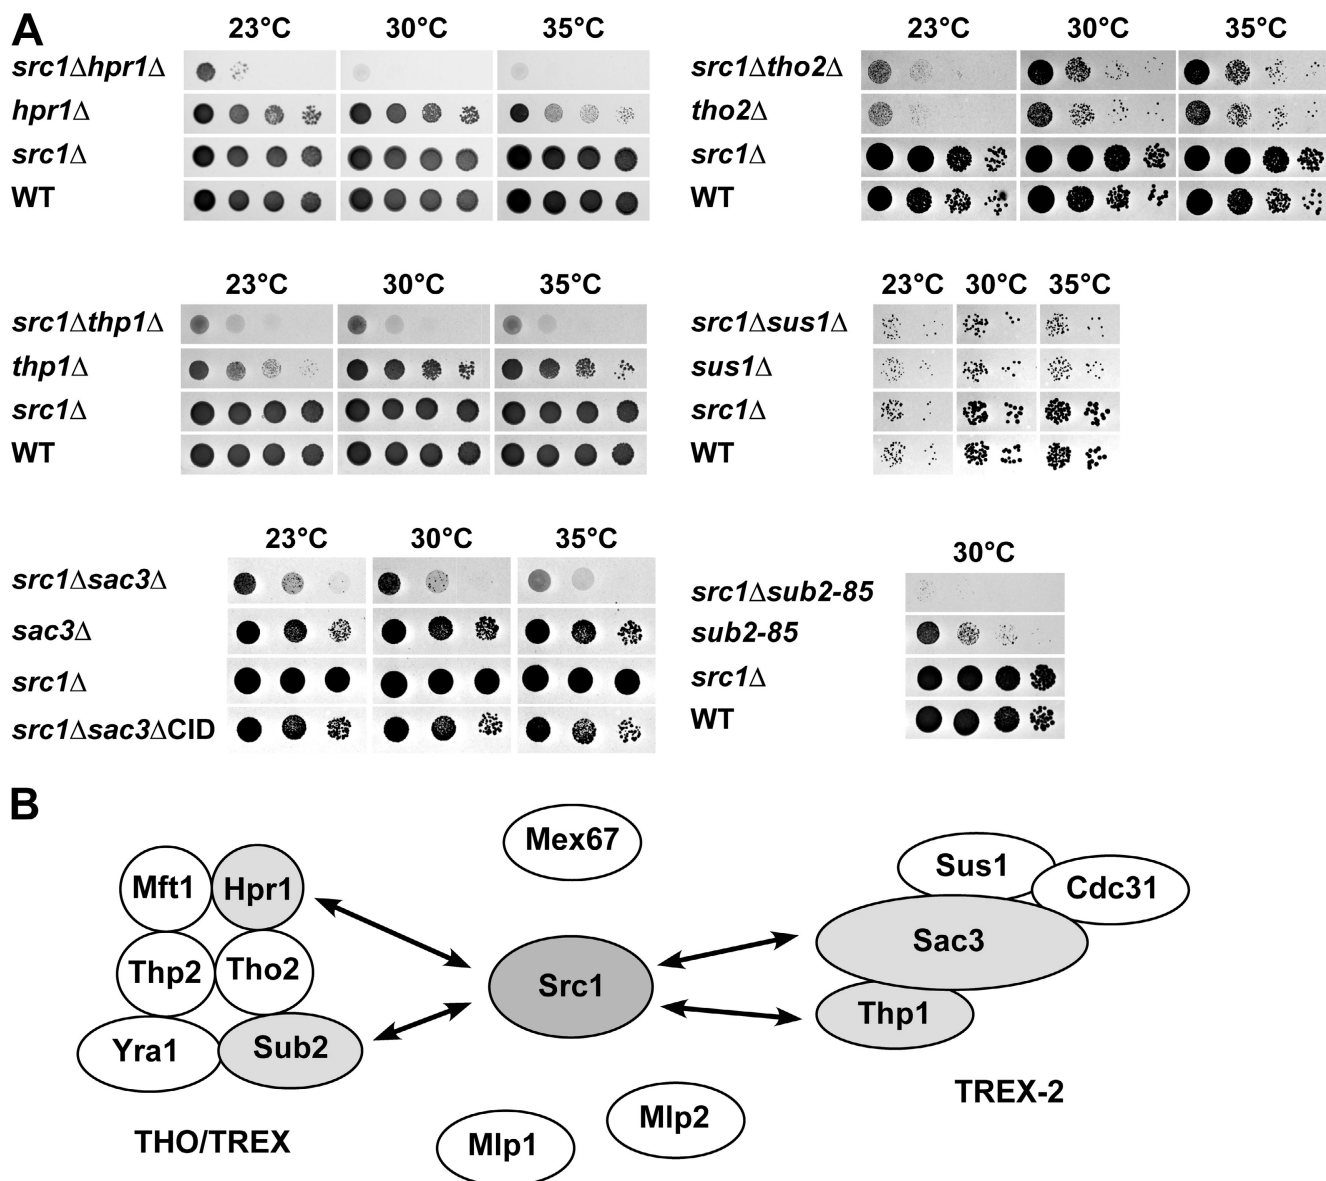 A
23°C 30°C 35°C
src1Δhpr1Δ
hpr1Δ
src1Δ
WT
23°C 30°C 35°C
src1Δtho2Δ
tho2Δ
src1Δ
WT
23°C 30°C 35°C
src1Δthp1Δ
thp1Δ
src1Δ
WT
23°C 30°C 35°C
src1Δsus1Δ
sus1Δ
src1Δ
WT
23°C 30°C 35°C
src1Δsac3Δ
sac3Δ
src1Δ
src1Δsac3ΔCID
30°C
src1Δsub2-85
sub2-85
src1Δ
WT
B
Mft1 Hpr1
Thp2 Tho2
Yra1 Sub2
THO/TREX
Mex67
Src1
Mlp1
Mlp2
Sus1
Cdc31
Sac3
Thp1
TREX-2